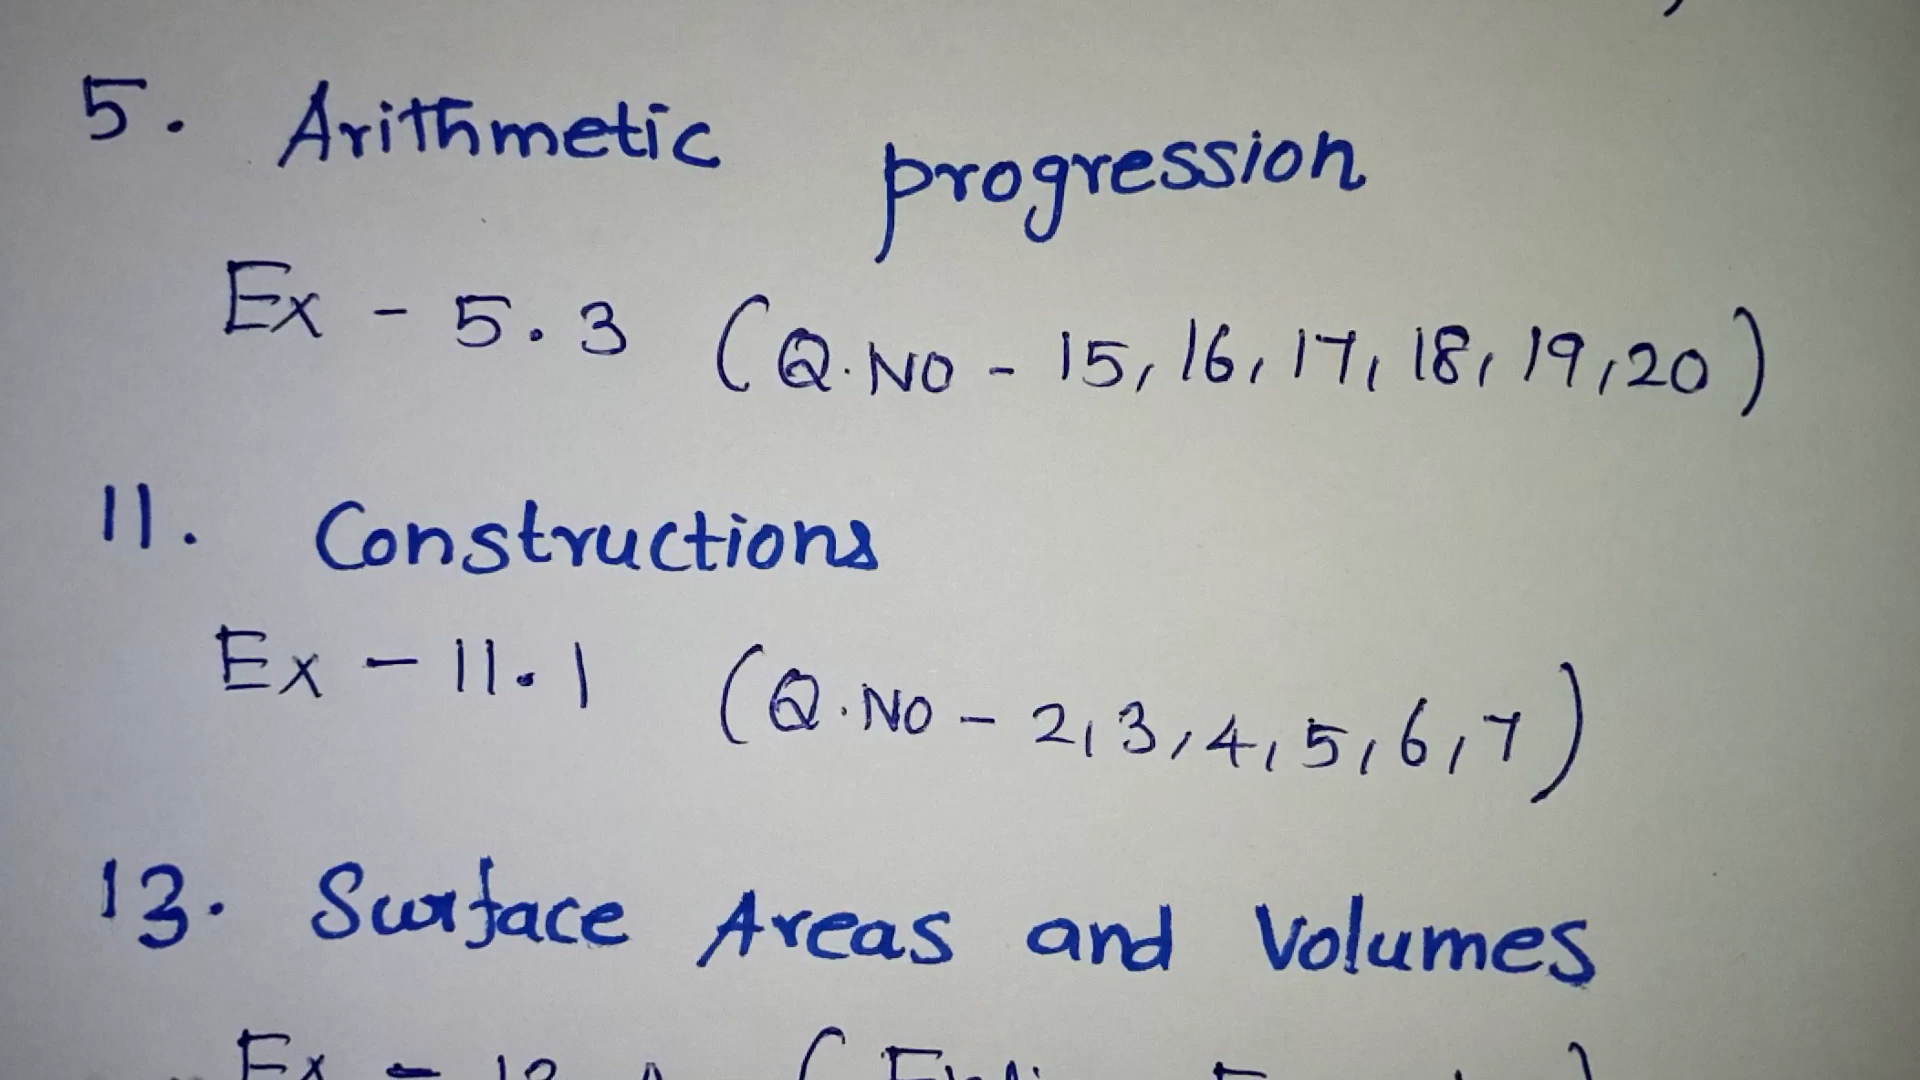 5. Arithmetic progression
Ex - 5.3 (Q.NO - 15, 16, 17, 18, 19, 20)
11. Constructions
Ex - 11.1 (Q.NO - 2, 3, 4, 5, 6, 7)
13. Surface Areas and Volumes
Ex -